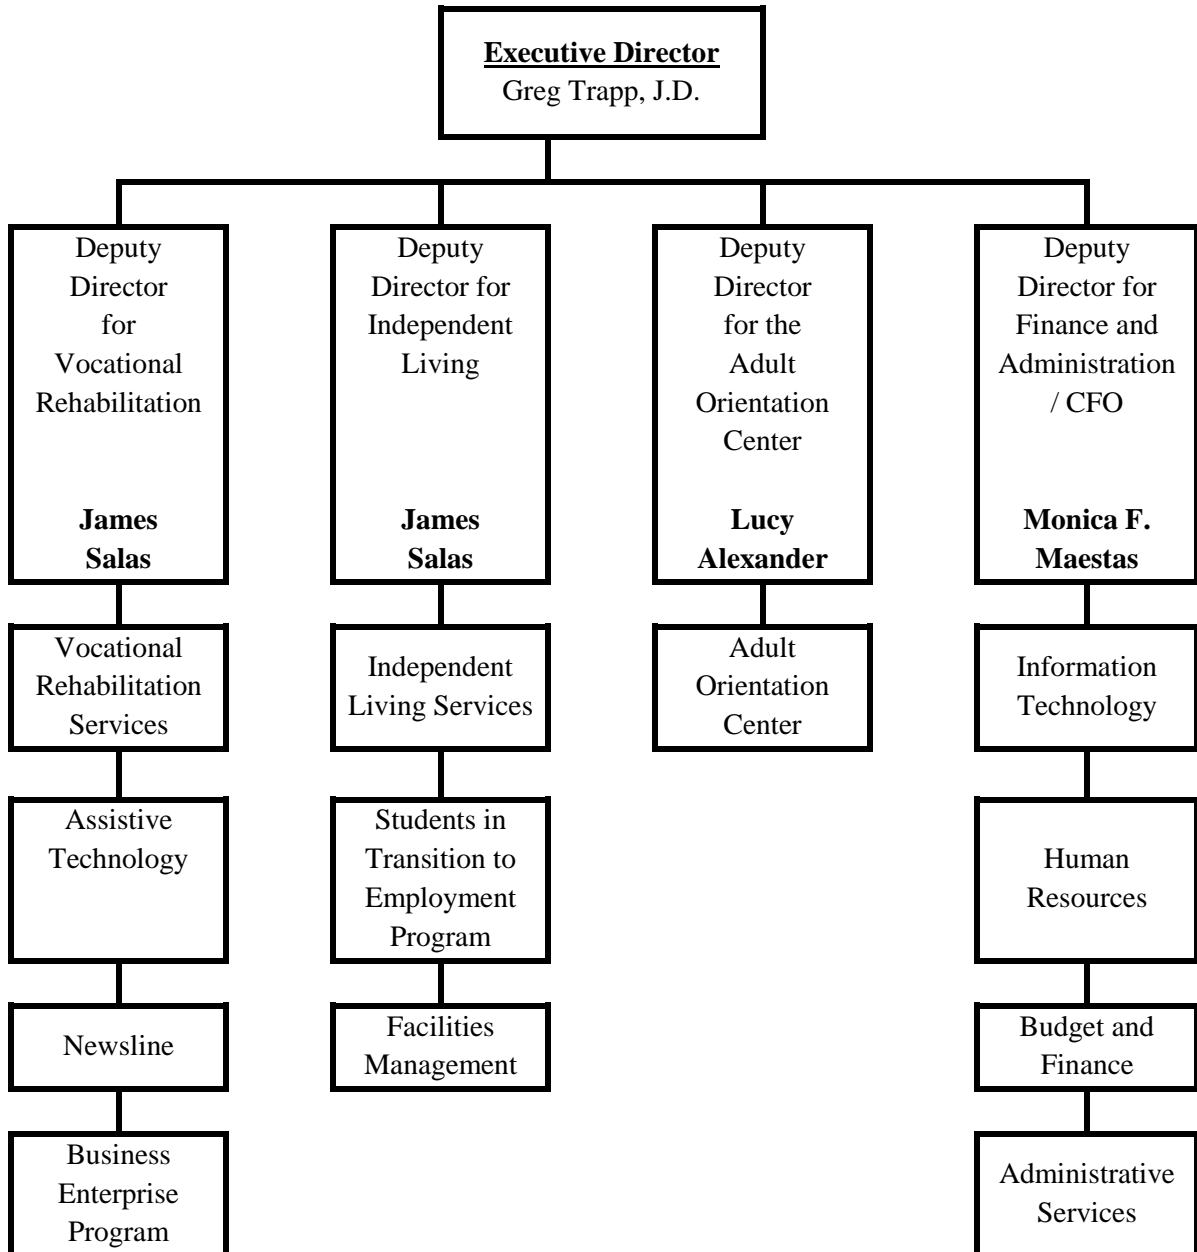 Executive Director
Greg Trapp, J.D.
Deputy
Director
for
Vocational
Rehabilitation
James
Salas
Deputy
Director for
Independent
Living
James
Salas
Deputy
Director
for the
Adult
Orientation
Center
Lucy
Alexander
Deputy
Director for
Finance and
Administration
/ CFO
Monica F.
Maestas
Vocational
Rehabilitation
Services
Independent
Living Services
Adult
Orientation
Center
Information
Technology
Assistive
Technology
Students in
Transition to
Employment
Program
Human
Resources
Newsline
Facilities
Management
Budget and
Finance
Business
Enterprise
Program
Administrative
Services